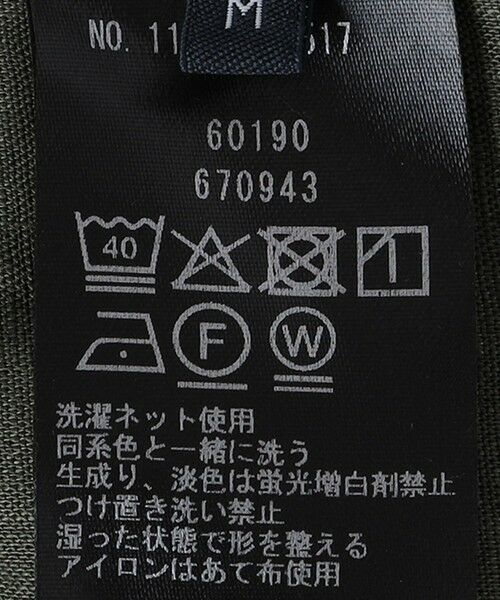 M
NO. 11 517
60190
670943
40
F W
洗濯ネット使用
同系色と一緒に洗う
生成り、淡色は蛍光増白剤禁止
つけ置き洗い禁止
湿った状態で形を整える
アイロンはあて布使用